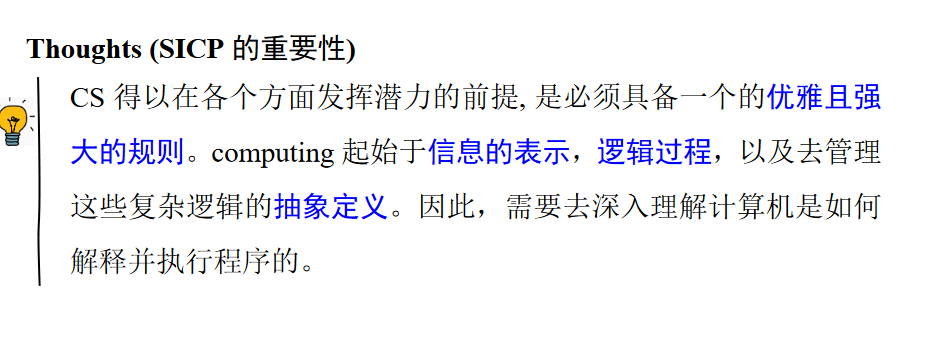 Thoughts (SICP 的重要性)
CS 得以在各个方面发挥潜力的前提, 是必须具备一个的优雅且强
大的规则。computing 起始于信息的表示，逻辑过程，以及去管理
这些复杂逻辑的抽象定义。因此，需要去深入理解计算机是如何
解释并执行程序的。